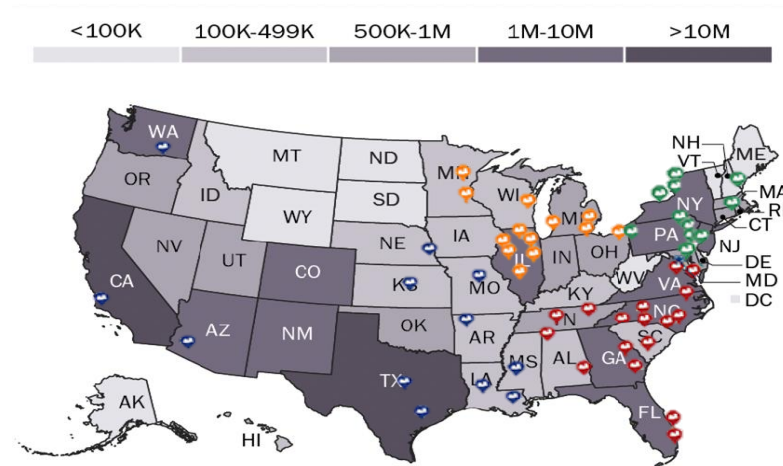 <100K 100K-499K 500K-1M 1M-10M >10M
WA MT ND NH ME
VT
OR ID SD WI MI NY MA
WY R
NV NE IA PA CT
CA UT CO IL IN OH NJ
KS MO WV VA DE
KY MD
AZ NM OK AR NC DC
SC
TX LA MS AL GA
FL
AK
HI